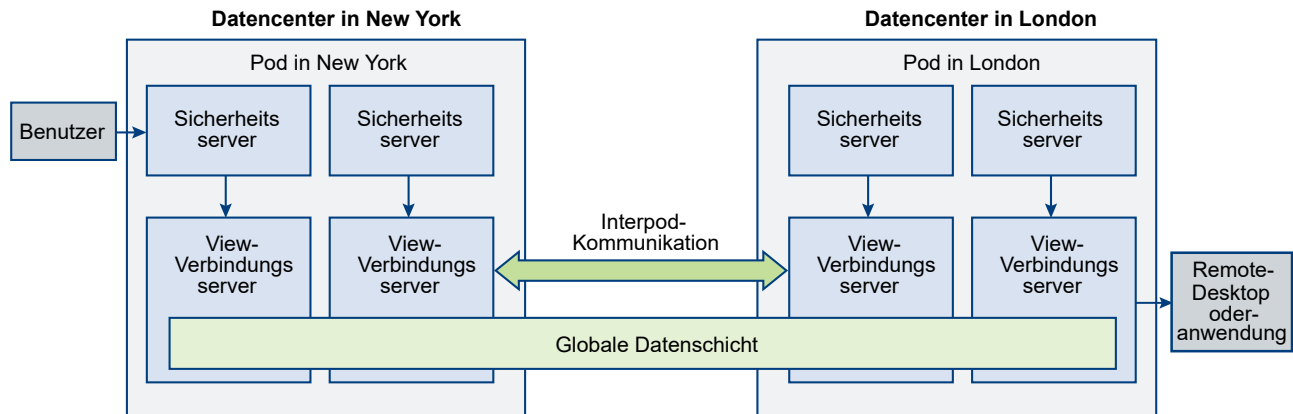 Datencenter in New York
Datencenter in London
Pod in New York
Pod in London
Benutzer
Sicherheits
server
Sicherheits
server
Sicherheits
server
Sicherheits
server
View-
Verbindungs
server
View-
Verbindungs
server
Interpod-
Kommunikation
View-
Verbindungs
server
View-
Verbindungs
server
Remote-
Desktop
oder-
anwendung
Globale Datenschicht